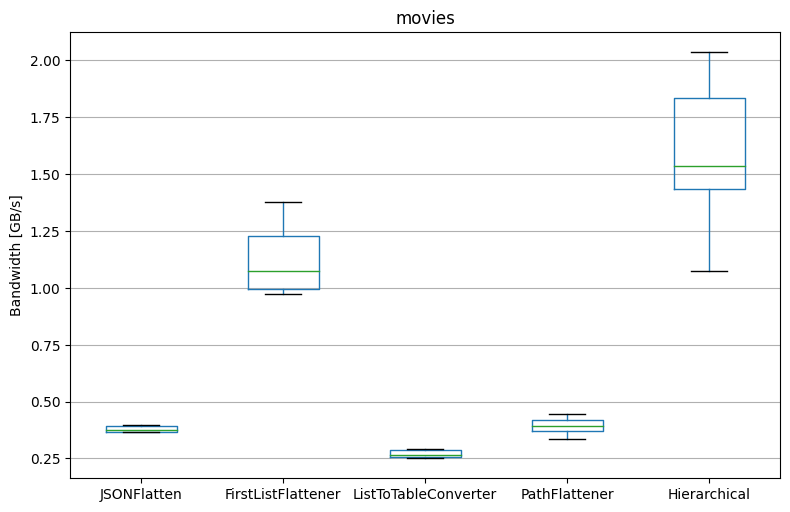 movies
Bandwidth [GB/s]
2.00
1.75
1.50
1.25
1.00
0.75
0.50
0.25
JSONFlatten FirstListFlattener ListToTableConverter PathFlattener Hierarchical